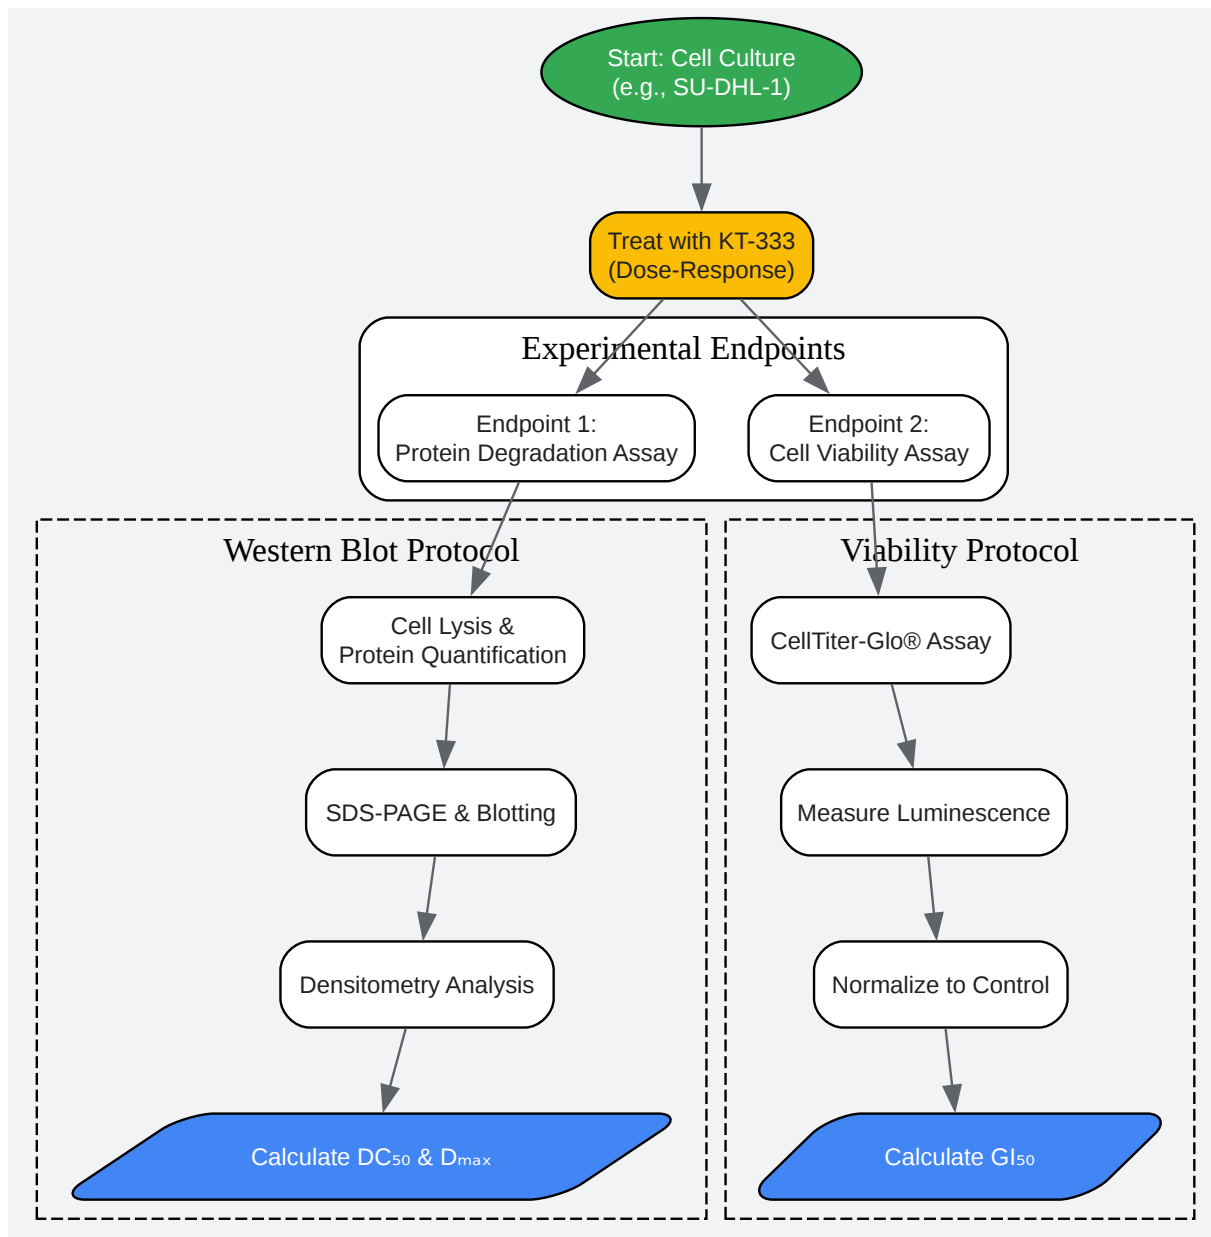 Start: Cell Culture
(e.g., SU-DHL-1)
Treat with KT-333
(Dose-Response)
Experimental Endpoints
Endpoint 1:
Protein Degradation Assay
Endpoint 2:
Cell Viability Assay
Western Blot Protocol
Cell Lysis &
Protein Quantification
SDS-PAGE & Blotting
Densitometry Analysis
Calculate DC₅₀ & Dₘₐₓ
Viability Protocol
CellTiter-Glo® Assay
Measure Luminescence
Normalize to Control
Calculate GI₅₀